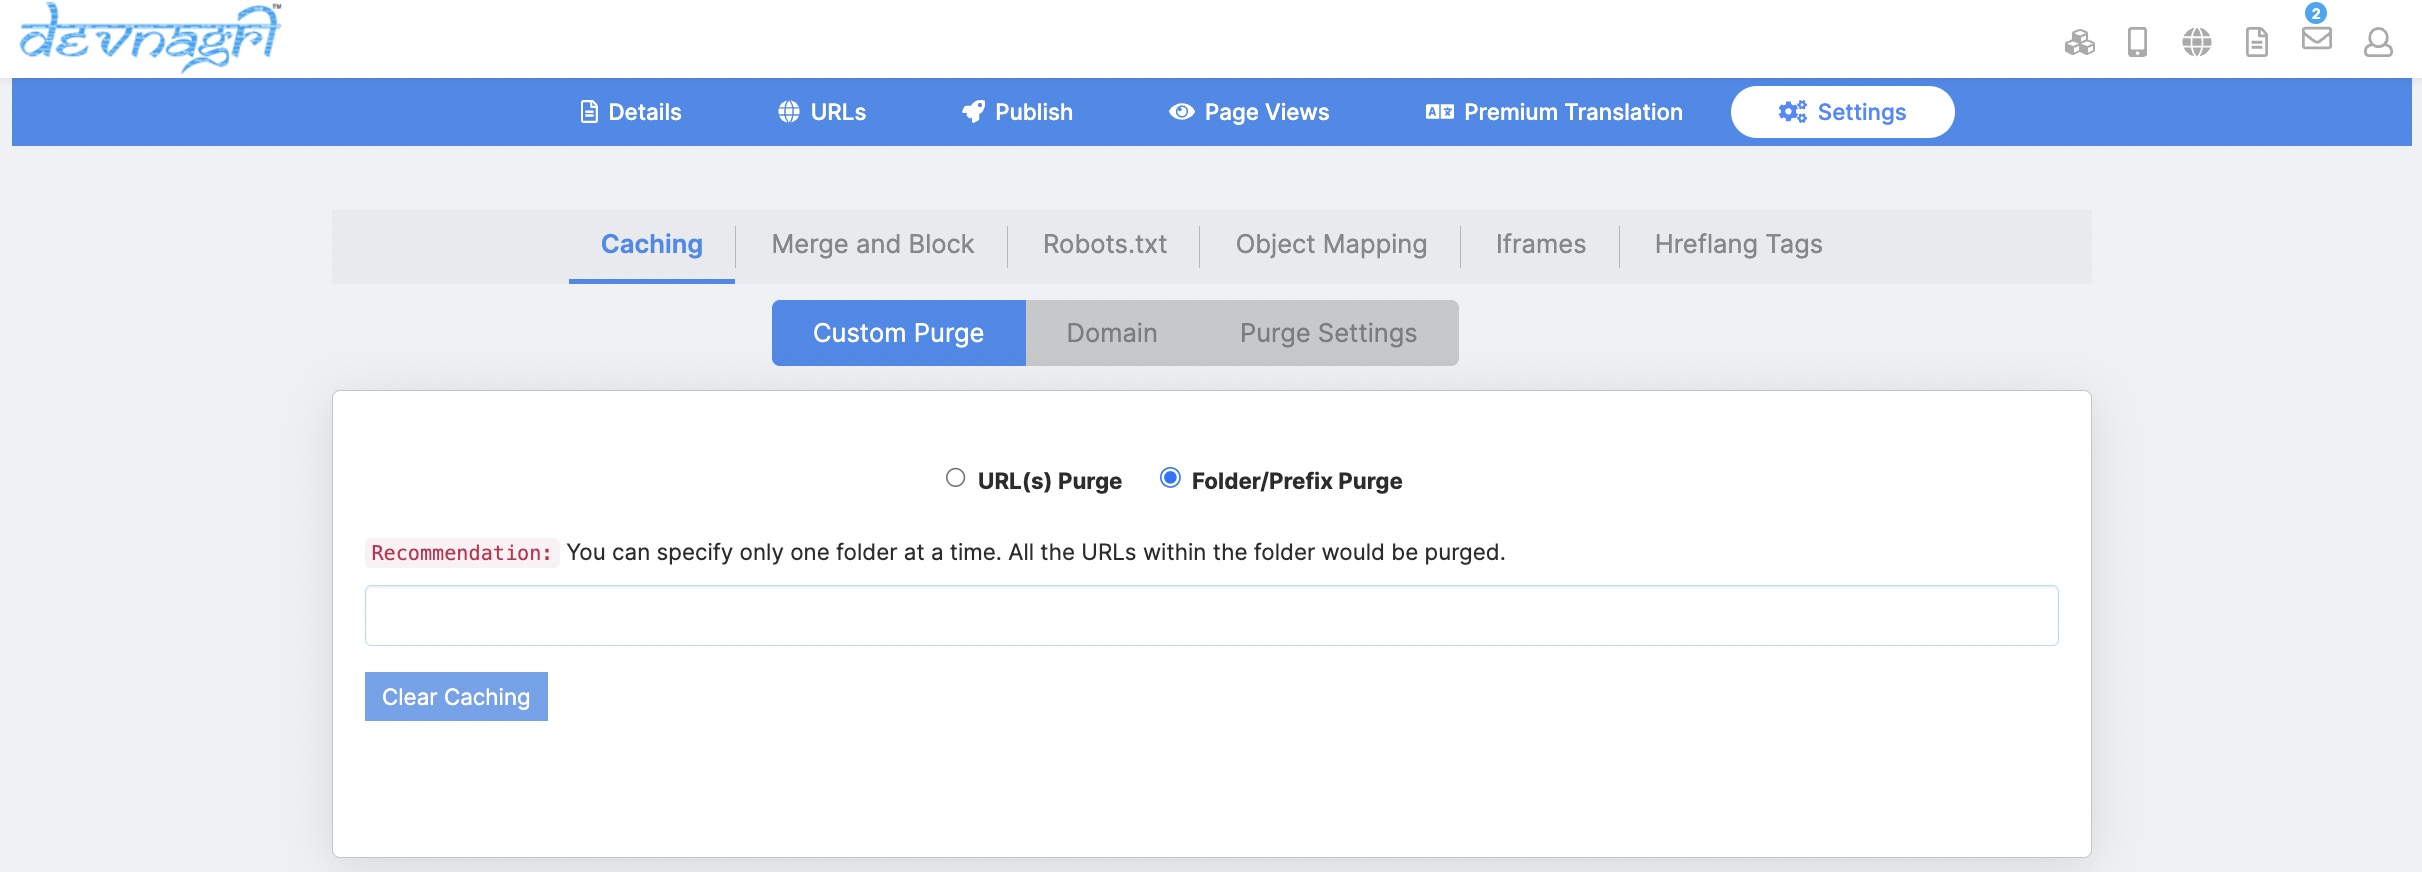 devnagri™
2
Details URLs Publish Page Views Premium Translation Settings
Caching Merge and Block Robots.txt Object Mapping Iframes Hreflang Tags
Custom Purge Domain Purge Settings
URL(s) Purge Folder/Prefix Purge
Recommendation: You can specify only one folder at a time. All the URLs within the folder would be purged.
Clear Caching